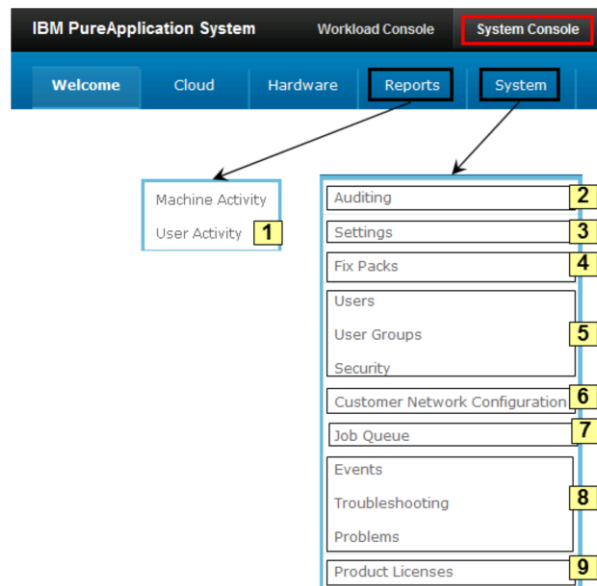 IBM PureApplication System Workload Console System Console
Welcome Cloud Hardware Reports System
Machine Activity
User Activity 1
Auditing 2
Settings 3
Fix Packs 4
Users
User Groups 5
Security
Customer Network Configuration 6
Job Queue 7
Events
Troubleshooting 8
Problems
Product Licenses 9